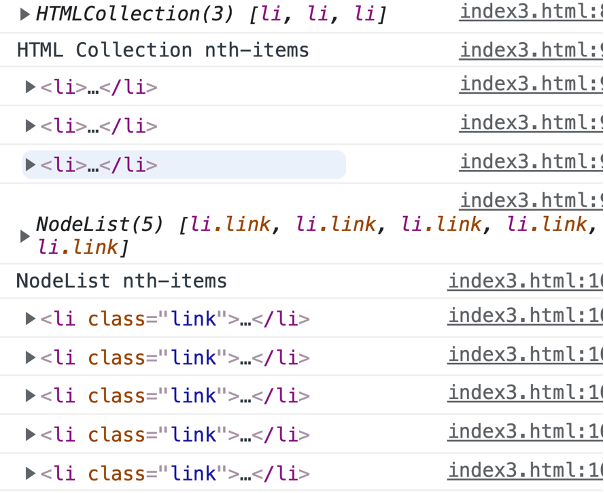 ▶HTMLCollection(3) [li, li, li] index3.html:8
HTML Collection nth-items index3.html:9
▶<li>…</li> index3.html:9
▶<li>…</li> index3.html:9
▶<li>…</li> index3.html:9
index3.html:9
▶NodeList(5) [li.link, li.link, li.link, li.link,
li.link]
NodeList nth-items index3.html:10
▶<li class="link">…</li> index3.html:10
▶<li class="link">…</li> index3.html:10
▶<li class="link">…</li> index3.html:10
▶<li class="link">…</li> index3.html:10
▶<li class="link">…</li> index3.html:10